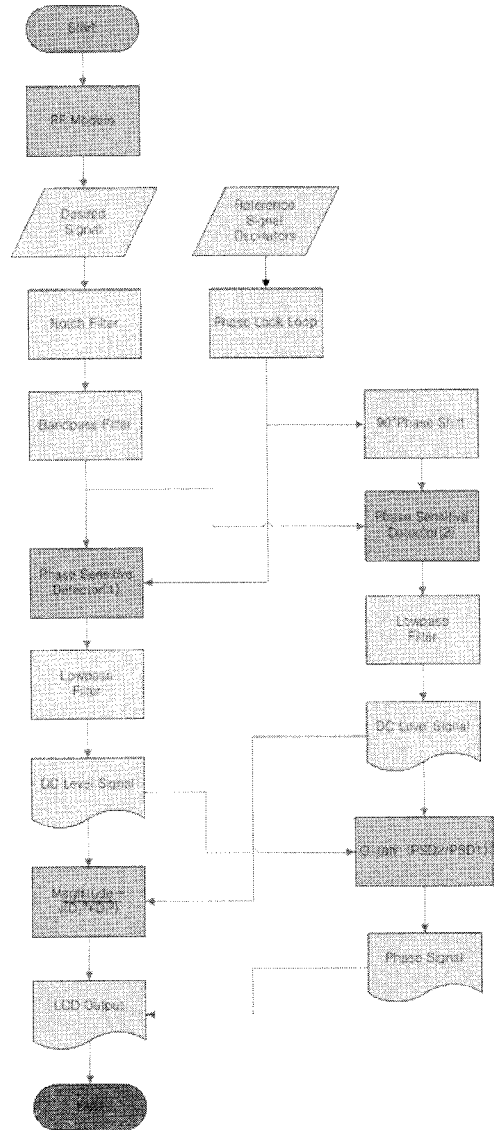 Start
Desired
Signal
Reference
Signal
Oscillators
Notch Filter
Phase Lock Loop
Bandpass Filter
90° Phase Shift
Phase Sensitive
Detector(2)
Phase Sensitive
Detector(1)
Lowpass
Filter
Lowpass
Filter
DC Level Signal
DC Level Signal
(PSD2/PSD1)
Magnitude =
Phase Signal
LCD Output